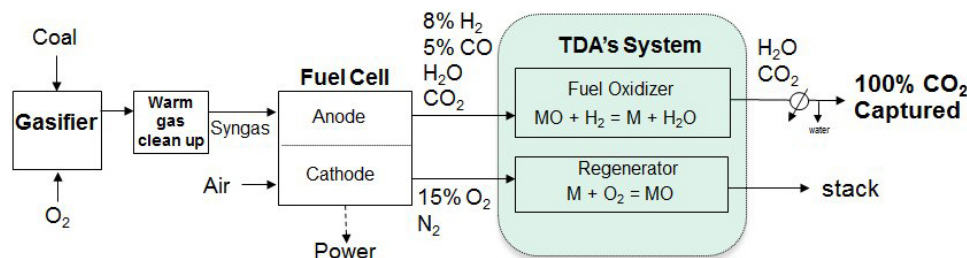 Coal
Gasifier
O₂
Warm
gas
clean up
Syngas
Air
Fuel Cell
Anode
Cathode
Power
8% H₂
5% CO
H₂O
CO₂
15% O₂
N₂
TDA's System
Fuel Oxidizer
MO + H₂ = M + H₂O
Regenerator
M + O₂ = MO
H₂O
CO₂
water
100% CO₂
Captured
stack